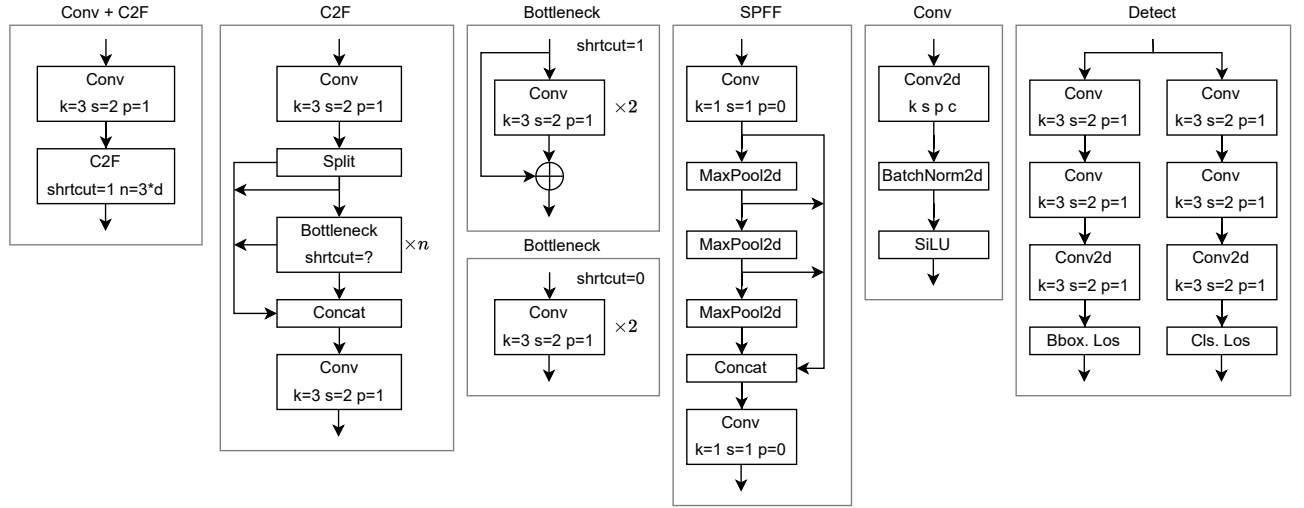 Conv + C2F
Conv
k=3 s=2 p=1
C2F
shrtcut=1 n=3*d
C2F
Conv
k=3 s=2 p=1
Split
Bottleneck
shrtcut=?
×n
Concat
Conv
k=3 s=2 p=1
Bottleneck
shrtcut=1
Conv
k=3 s=2 p=1
×2
Bottleneck
shrtcut=0
Conv
k=3 s=2 p=1
×2
SPFF
Conv
k=1 s=1 p=0
MaxPool2d
MaxPool2d
MaxPool2d
Concat
Conv
k=1 s=1 p=0
Conv
Conv2d
k s p c
BatchNorm2d
SiLU
Detect
Conv
k=3 s=2 p=1
Conv
k=3 s=2 p=1
Conv2d
k=3 s=2 p=1
Bbox. Los
Conv
k=3 s=2 p=1
Conv
k=3 s=2 p=1
Conv2d
k=3 s=2 p=1
Cls. Los